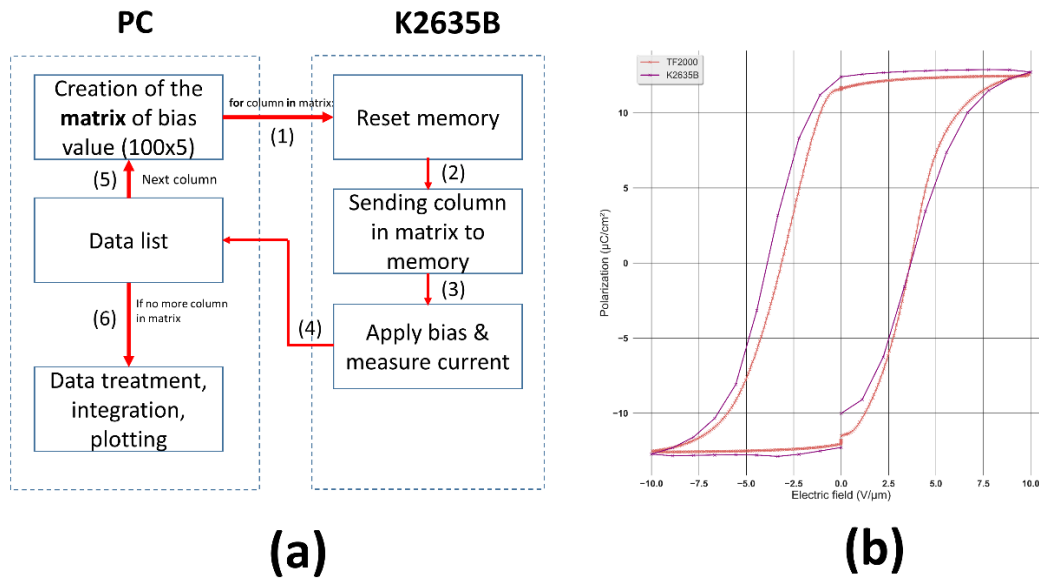 PC
K2635B
Creation of the
matrix of bias
value (100x5)
for column in matrix:
(1)
Reset memory
(2)
(5)
Next column
Sending column
in matrix to
memory
Data list
(3)
(6)
If no more column
in matrix
(4)
Apply bias &
measure current
Data treatment,
integration,
plotting
(a)
TF2000
K2635B
Polarization (µC/cm²)
10
5
0
−5
−10
−10.0
−7.5
−5.0
−2.5
0.0
2.5
5.0
7.5
10.0
Electric field (V/µm)
(b)